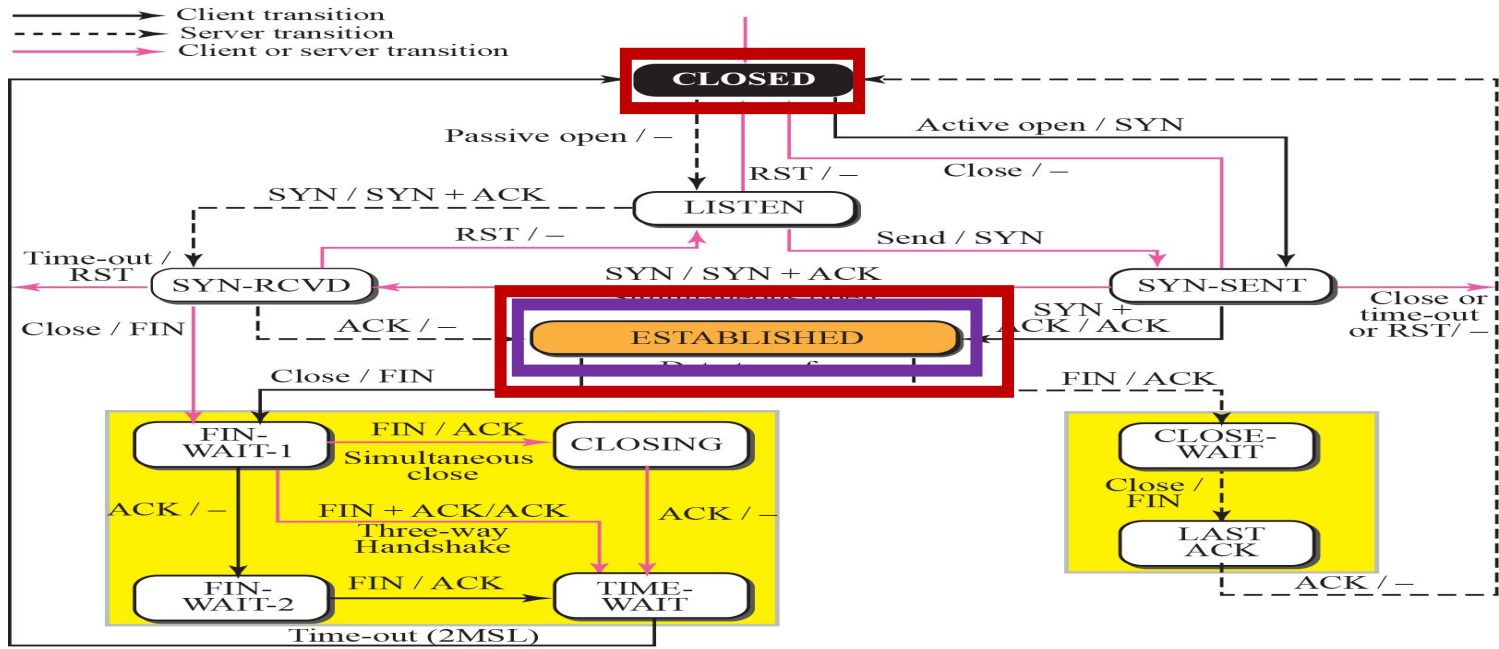 Client transition
Server transition
Client or server transition
CLOSED
Passive open / –
Active open / SYN
RST / –
Close / –
SYN / SYN + ACK
LISTEN
RST / –
Send / SYN
Time-out /
RST
SYN-RCVD
SYN / SYN + ACK
SYN-SENT
Close or
time-out
or RST/ –
Close / FIN
ACK / –
ESTABLISHED
SYN +
ACK / ACK
Close / FIN
FIN / ACK
FIN-
WAIT-1
FIN / ACK
Simultaneous
close
CLOSING
CLOSE-
WAIT
Close /
FIN
ACK / –
FIN + ACK/ACK
Three-way
Handshake
ACK / –
LAST
ACK
FIN-
WAIT-2
FIN / ACK
TIME-
WAIT
ACK / –
Time-out (2MSL)